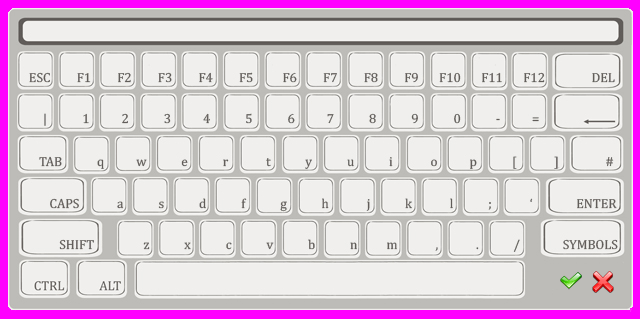 ESC F1 F2 F3 F4 F5 F6 F7 F8 F9 F10 F11 F12 DEL
| 1 2 3 4 5 6 7 8 9 0 - =
TAB q w e r t y u i o p [ ] #
CAPS a s d f g h j k l ; ' ENTER
SHIFT z x c v b n m , . / SYMBOLS
CTRL ALT